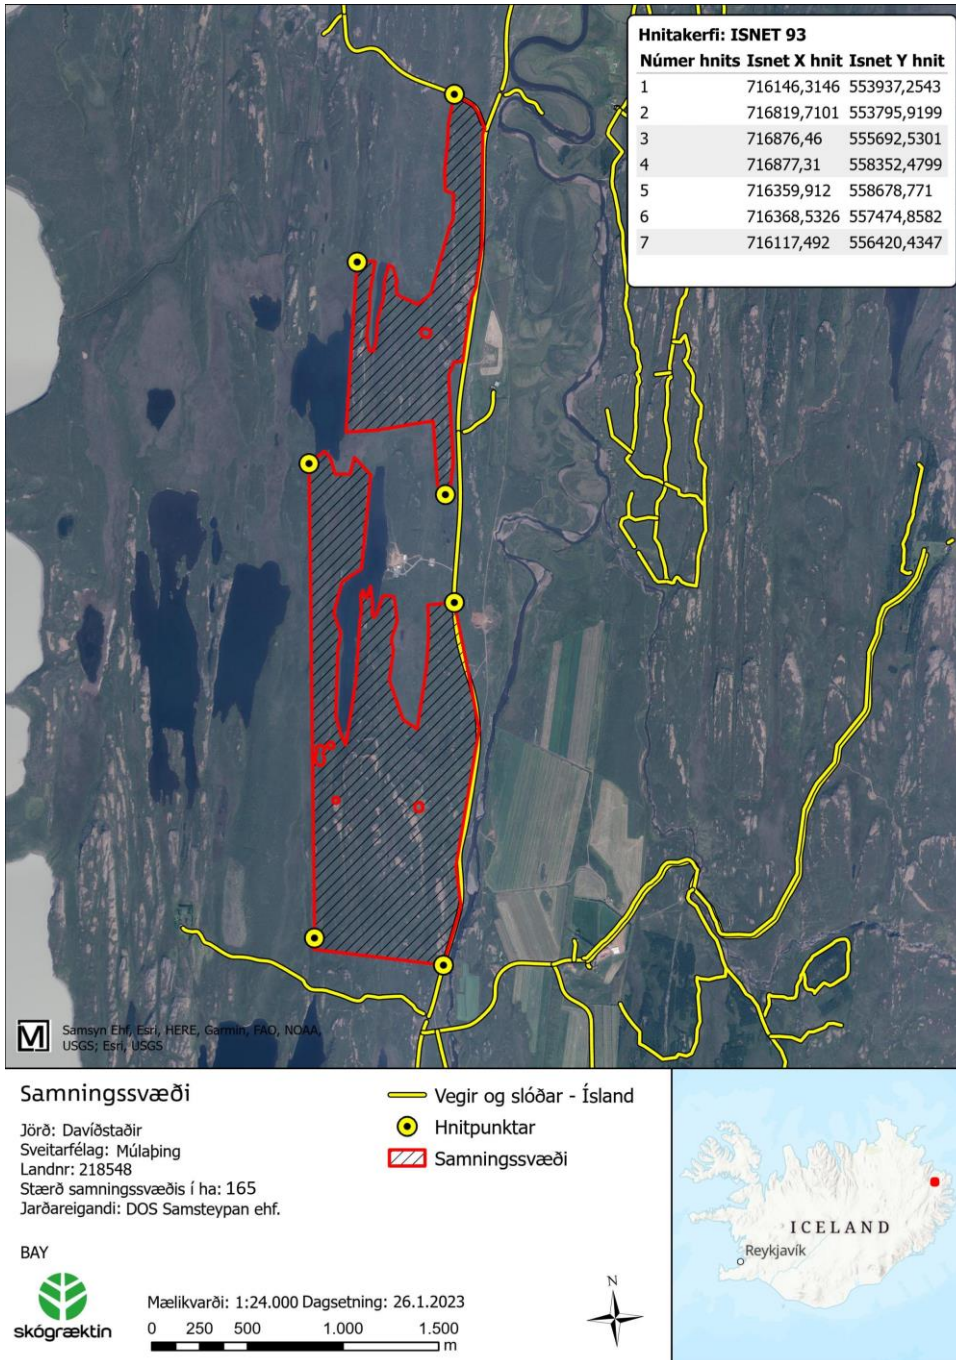 Hnitakerfi: ISNET 93
Númer hnits Isnet X hnit Isnet Y hnit
1 716146,3146 553937,2543
2 716819,7101 553795,9199
3 716876,46 555692,5301
4 716877,31 558352,4799
5 716359,912 558678,771
6 716368,5326 557474,8582
7 716117,492 556420,4347
M
Samsyn Ehf, Esri, HERE, Garmin, FAO, NOAA,
USGS; Esri, USGS
Samningssvæði
Jörð: Davíðstaðir
Sveitarfélag: Múlaþing
Landnr: 218548
Stærð samningssvæðis í ha: 165
Jarðareigandi: DOS Samsteypan ehf.
BAY
skógræktin
Vegir og slóðar - Ísland
Hnitpunktar
Samningssvæði
Mælikvarði: 1:24.000 Dagsetning: 26.1.2023
0 250 500 1.000 1.500
m
N
ICELAND
Reykjavík